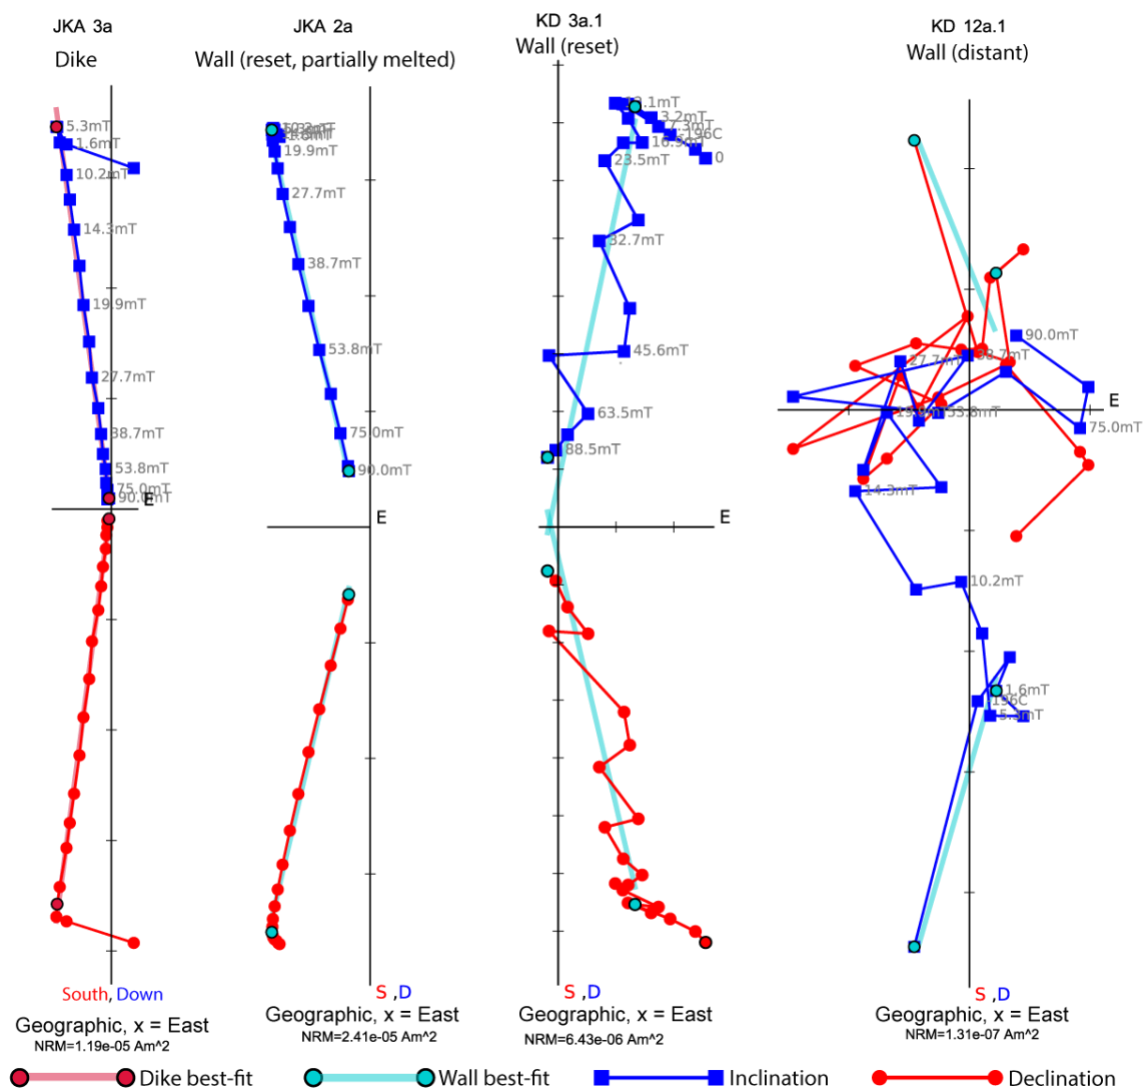 JKA 3a
Dike
5.3mT
1.6mT
10.2mT
14.3mT
19.9mT
27.7mT
38.7mT
53.8mT
75.0mT
90.0mT
E
South,Down
Geographic, x = East
NRM=1.19e-05 Am^2
JKA 2a
Wall (reset, partially melted)
19.9mT
27.7mT
38.7mT
53.8mT
75.0mT
90.0mT
E
S ,D
Geographic, x = East
NRM=2.41e-05 Am^2
KD 3a.1
Wall (reset)
3.2mT
7.3mT
-196C
16.9mT
0
23.5mT
32.7mT
45.6mT
63.5mT
88.5mT
E
S ,D
Geographic, x = East
NRM=6.43e-06 Am^2
KD 12a.1
Wall (distant)
90.0mT
38.7mT
27.7mT
E
19.9mT
53.8mT
75.0mT
14.3mT
10.2mT
1.6mT
-196C
5.3mT
S ,D
Geographic, x = East
NRM=1.31e-07 Am^2
Dike best-fit
Wall best-fit
Inclination
Declination